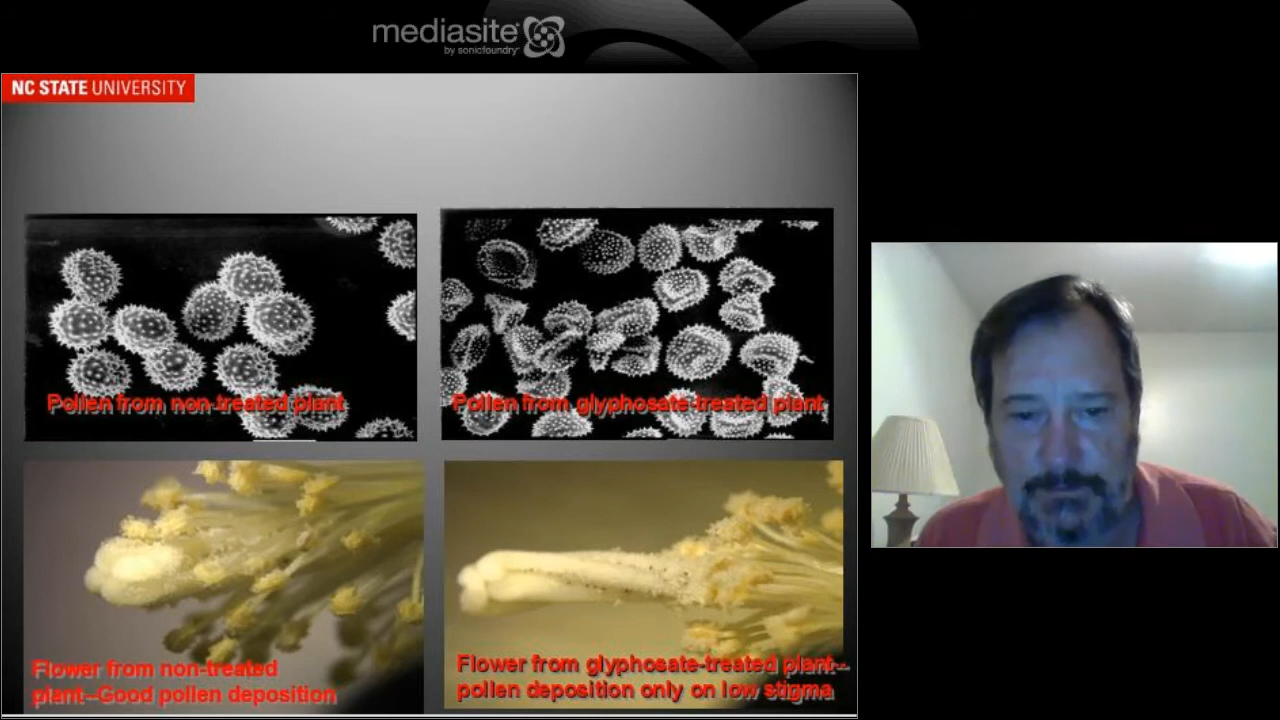 mediasite
by sonicfoundry
NC STATE UNIVERSITY
Pollen from non-treated plant
Pollen from glyphosate-treated plant
Flower from non-treated
plant--Good pollen deposition
Flower from glyphosate-treated plant--
pollen deposition only on low stigma